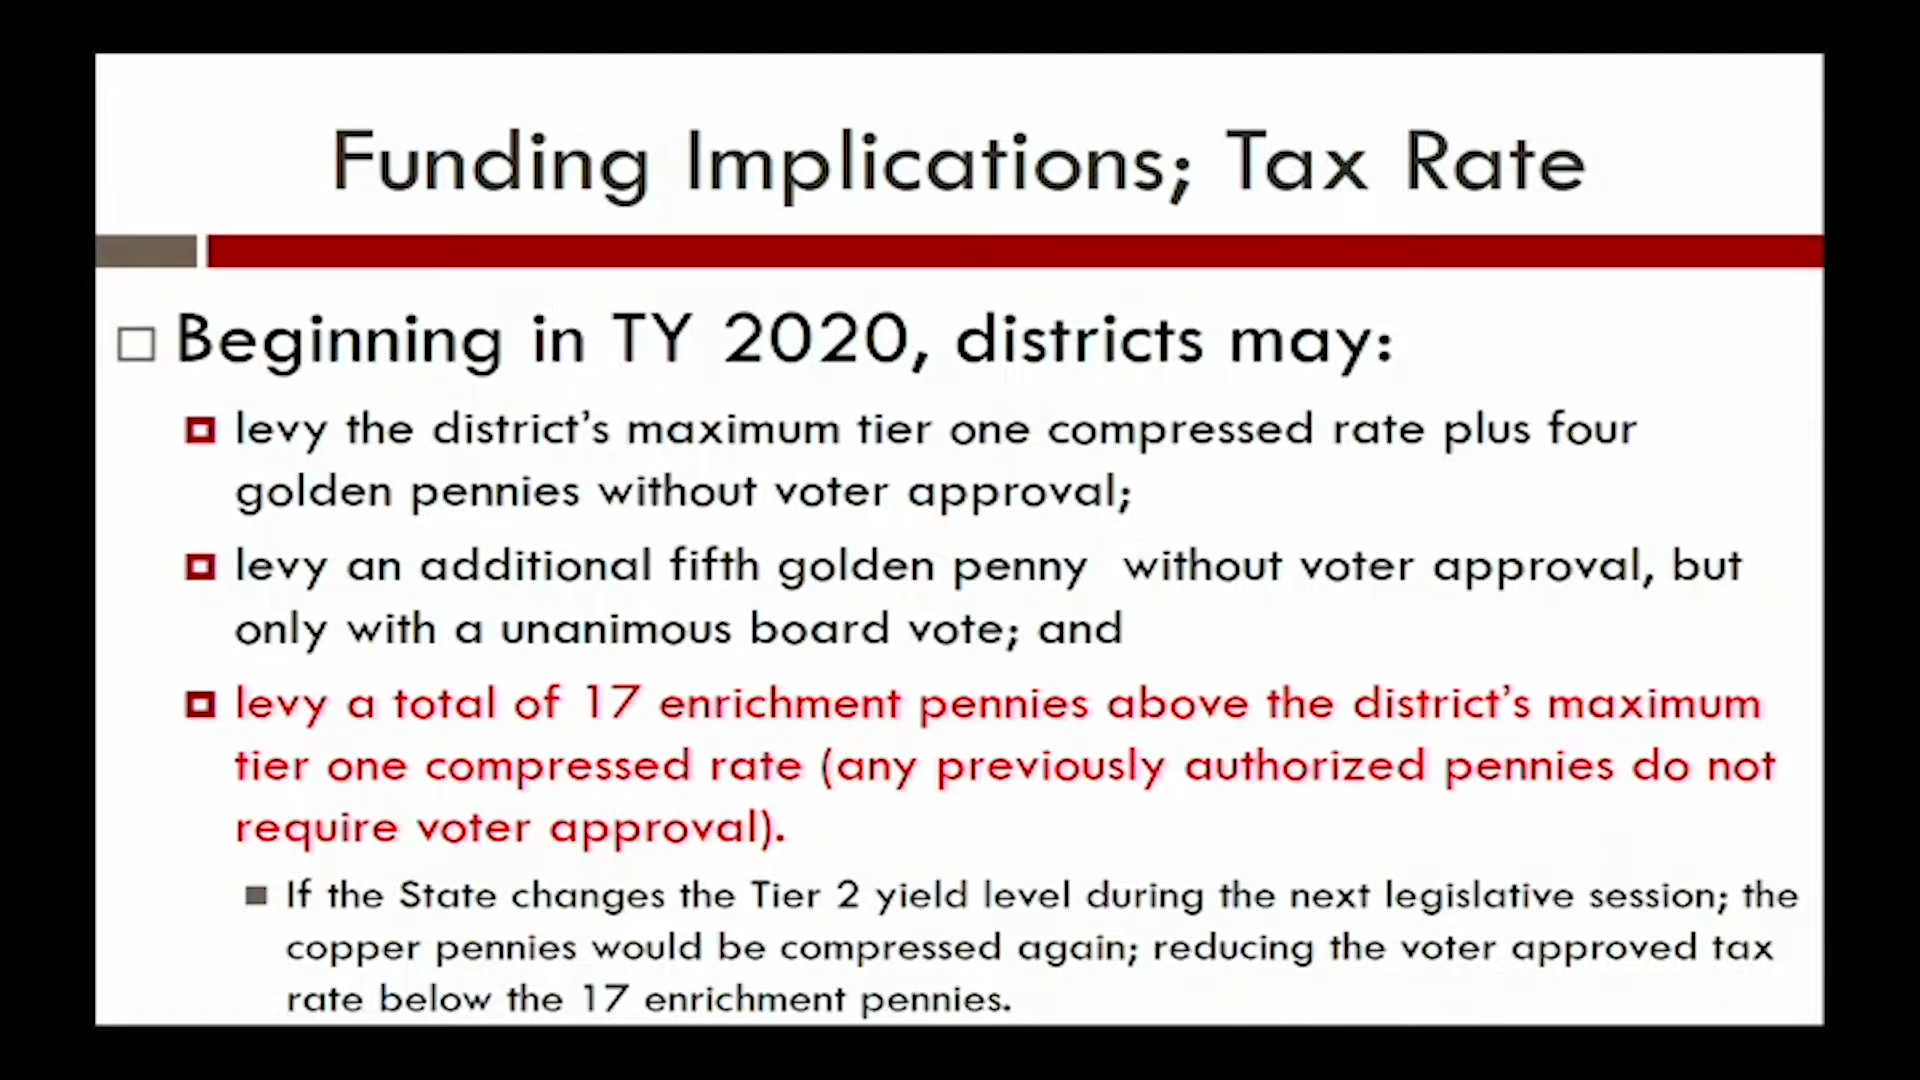 Funding Implications; Tax Rate
Beginning in TY 2020, districts may:
levy the district's maximum tier one compressed rate plus four
golden pennies without voter approval;
levy an additional fifth golden penny  without voter approval, but
only with a unanimous board vote; and
levy a total of 17 enrichment pennies above the district's maximum
tier one compressed rate (any previously authorized pennies do not
require voter approval).
If the State changes the Tier 2 yield level during the next legislative session; the
copper pennies would be compressed again; reducing the voter approved tax
rate below the 17 enrichment pennies.